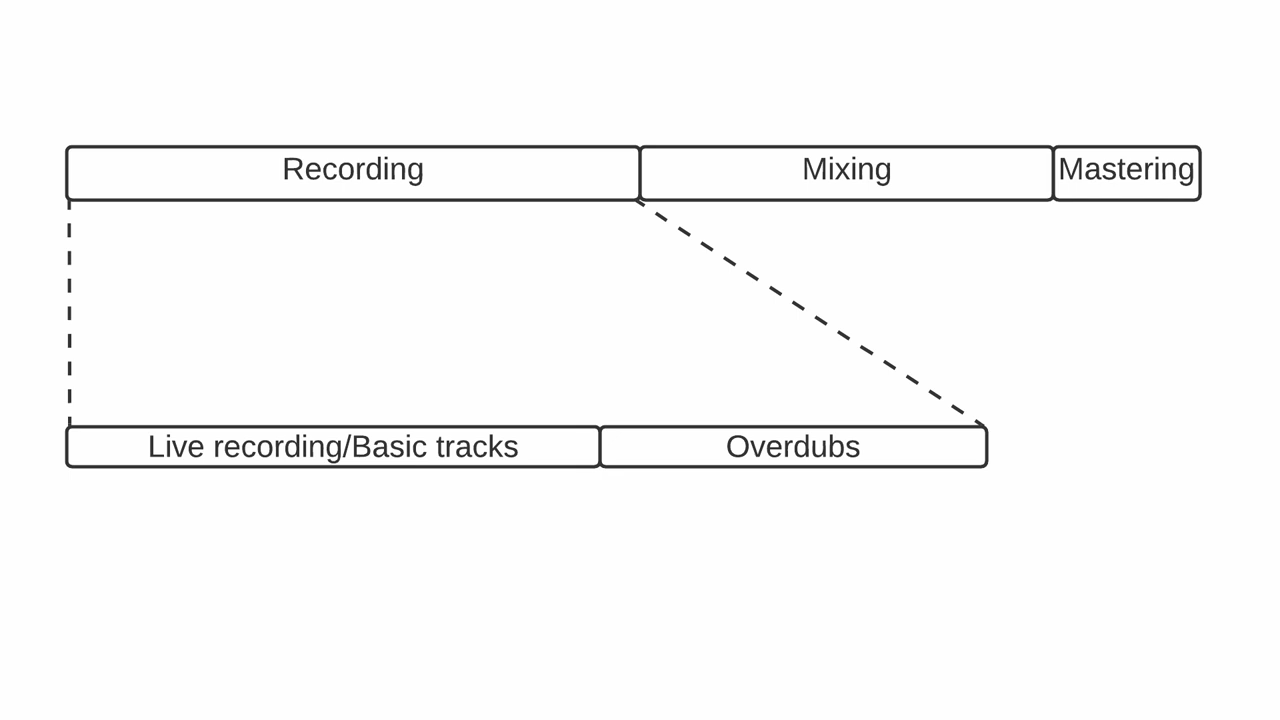 Recording
Mixing
Mastering
Live recording/Basic tracks
Overdubs